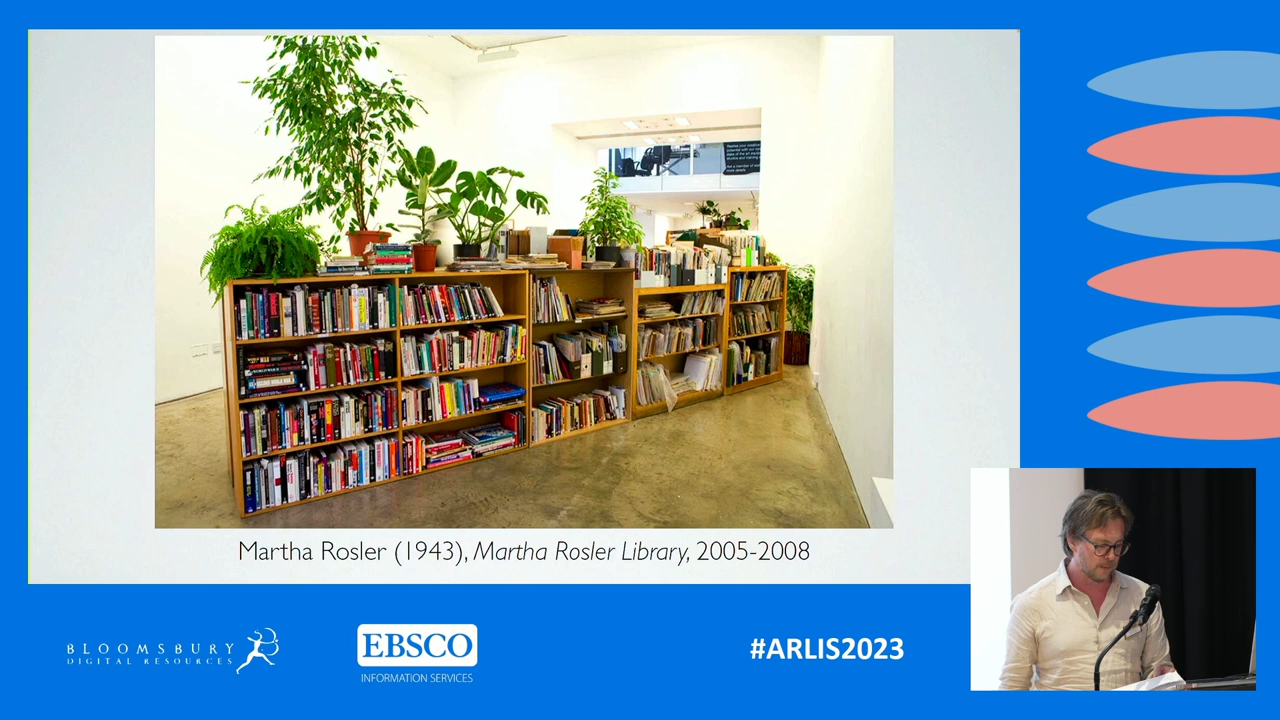 Martha Rosler (1943), Martha Rosler Library, 2005-2008
BLOOMSBURY
DIGITAL RESOURCES
EBSCO
INFORMATION SERVICES
#ARLIS2023